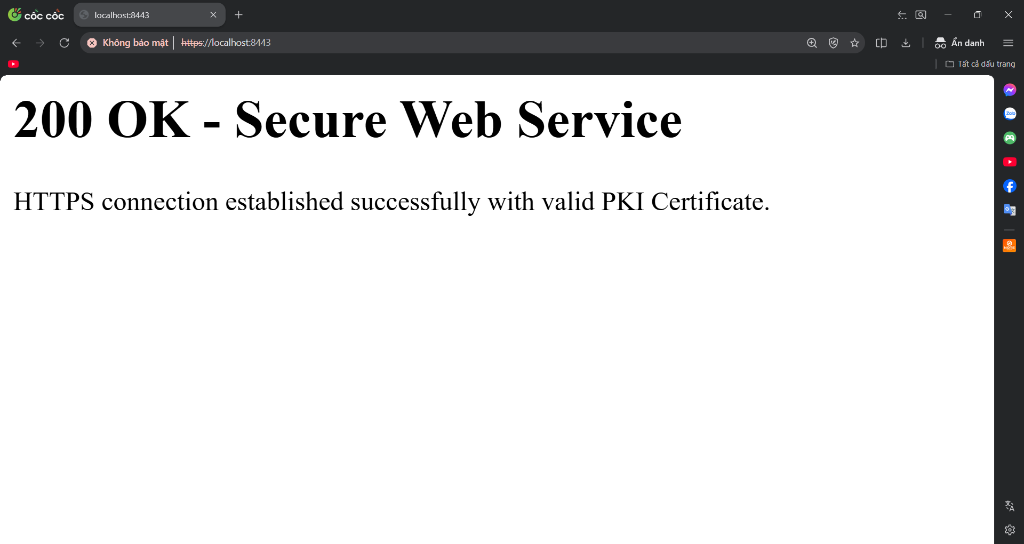 cốc cốc
localhost:8443
Không bảo mật
https://localhost:8443
Ẩn danh
Tất cả dấu trang
200 OK - Secure Web Service
HTTPS connection established successfully with valid PKI Certificate.
Zalo